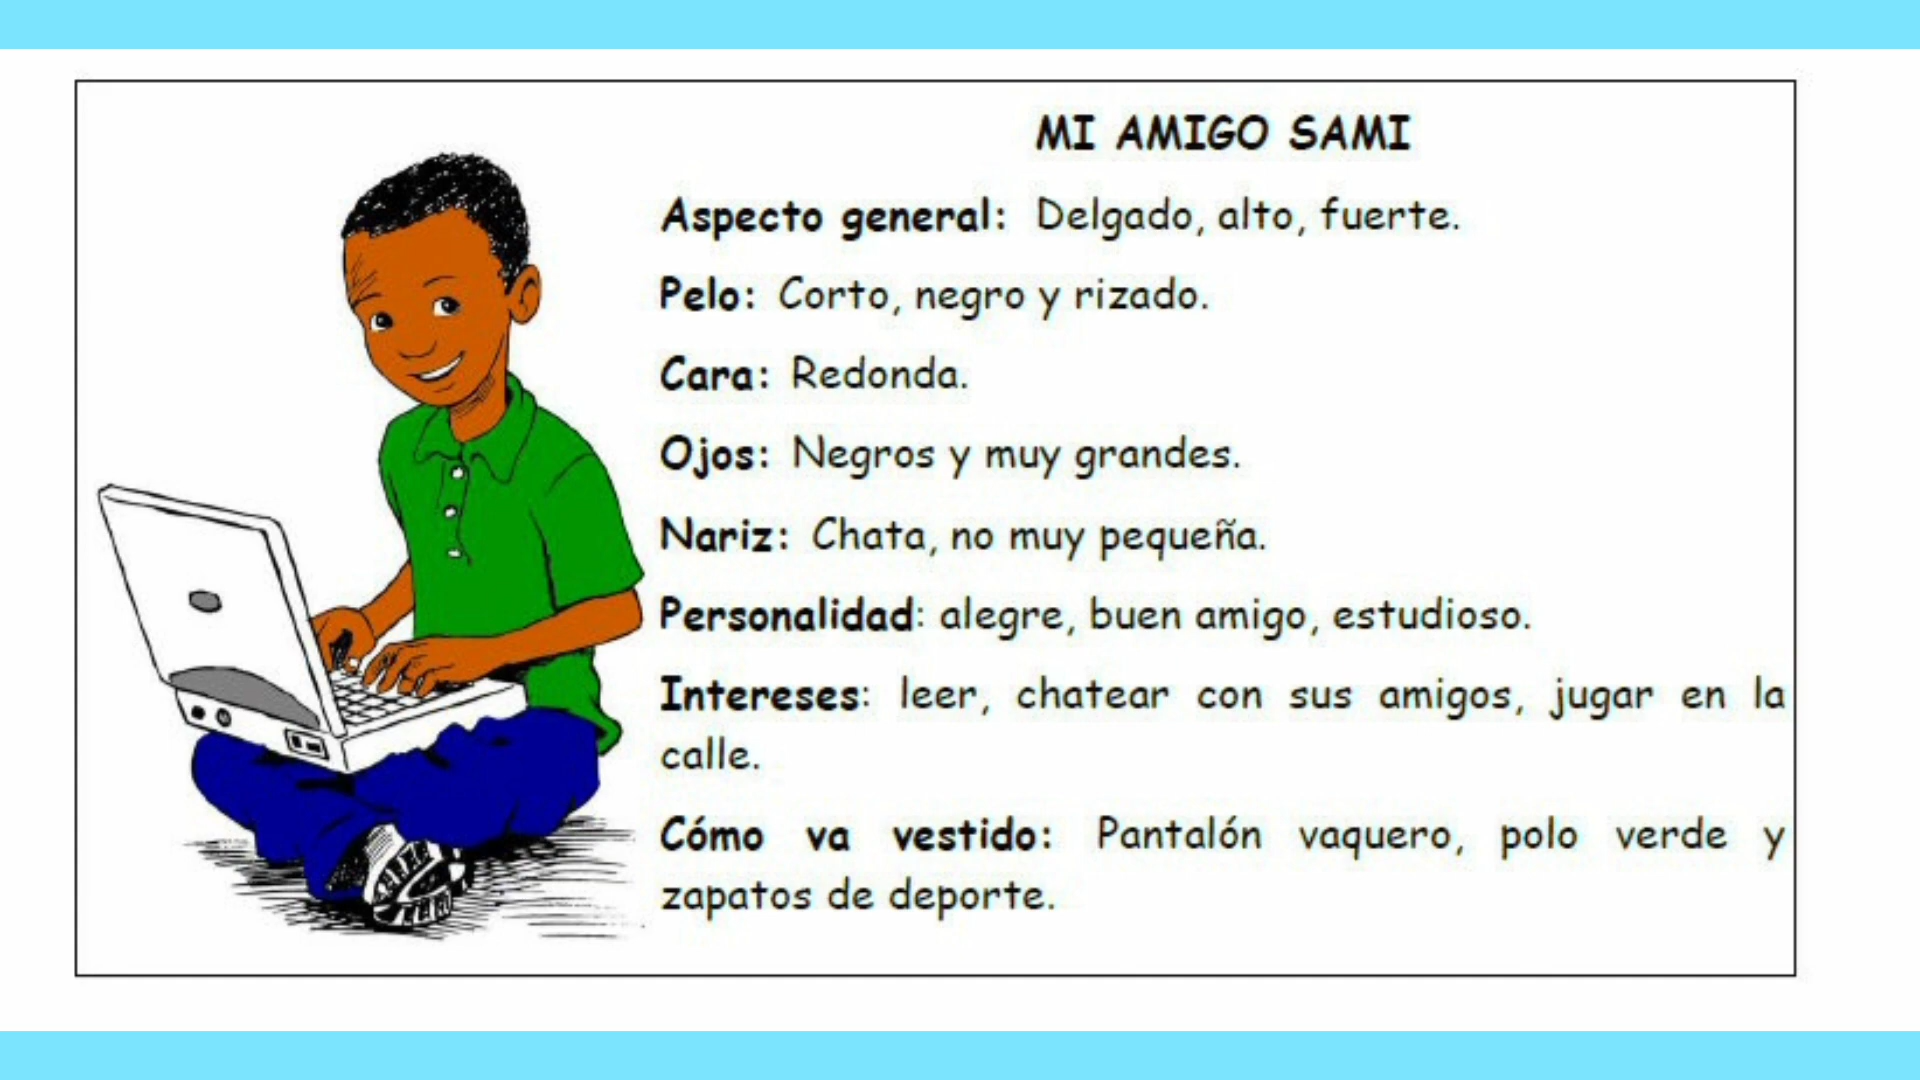 MI AMIGO SAMI
Aspecto general: Delgado, alto, fuerte.
Pelo: Corto, negro y rizado.
Cara: Redonda.
Ojos: Negros y muy grandes.
Nariz: Chata, no muy pequeña.
Personalidad: alegre, buen amigo, estudioso.
Intereses: leer, chatear con sus amigos, jugar en la
calle.
Cómo va vestido: Pantalón vaquero, polo verde y
zapatos de deporte.